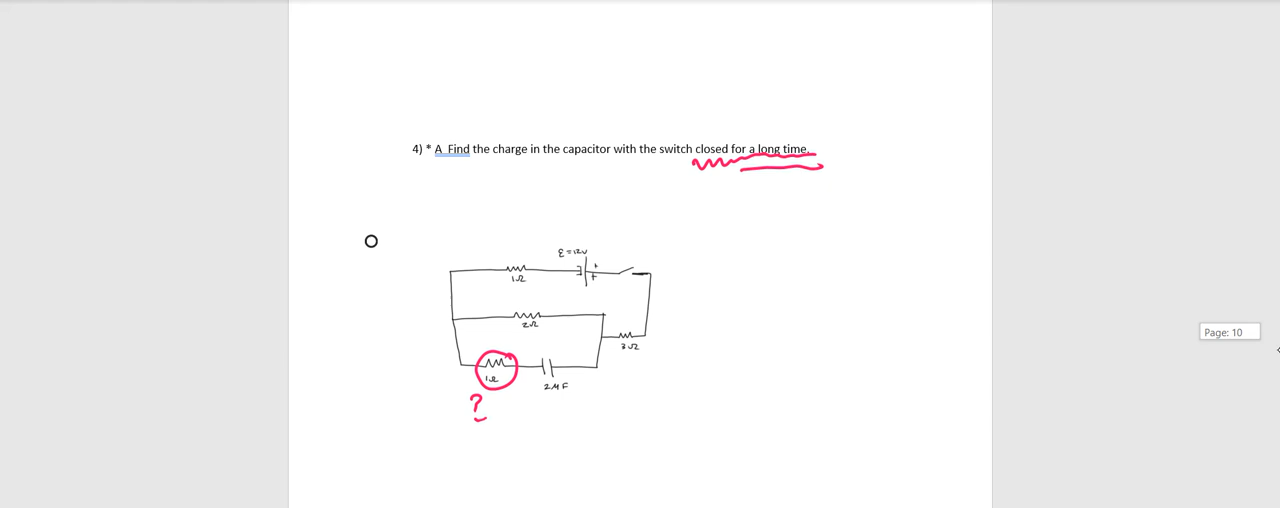 4) * A Find the charge in the capacitor with the switch closed for a long time.
ε = 12V
+
+
1Ω
2Ω
3Ω
1Ω
2MF
?
Page: 10